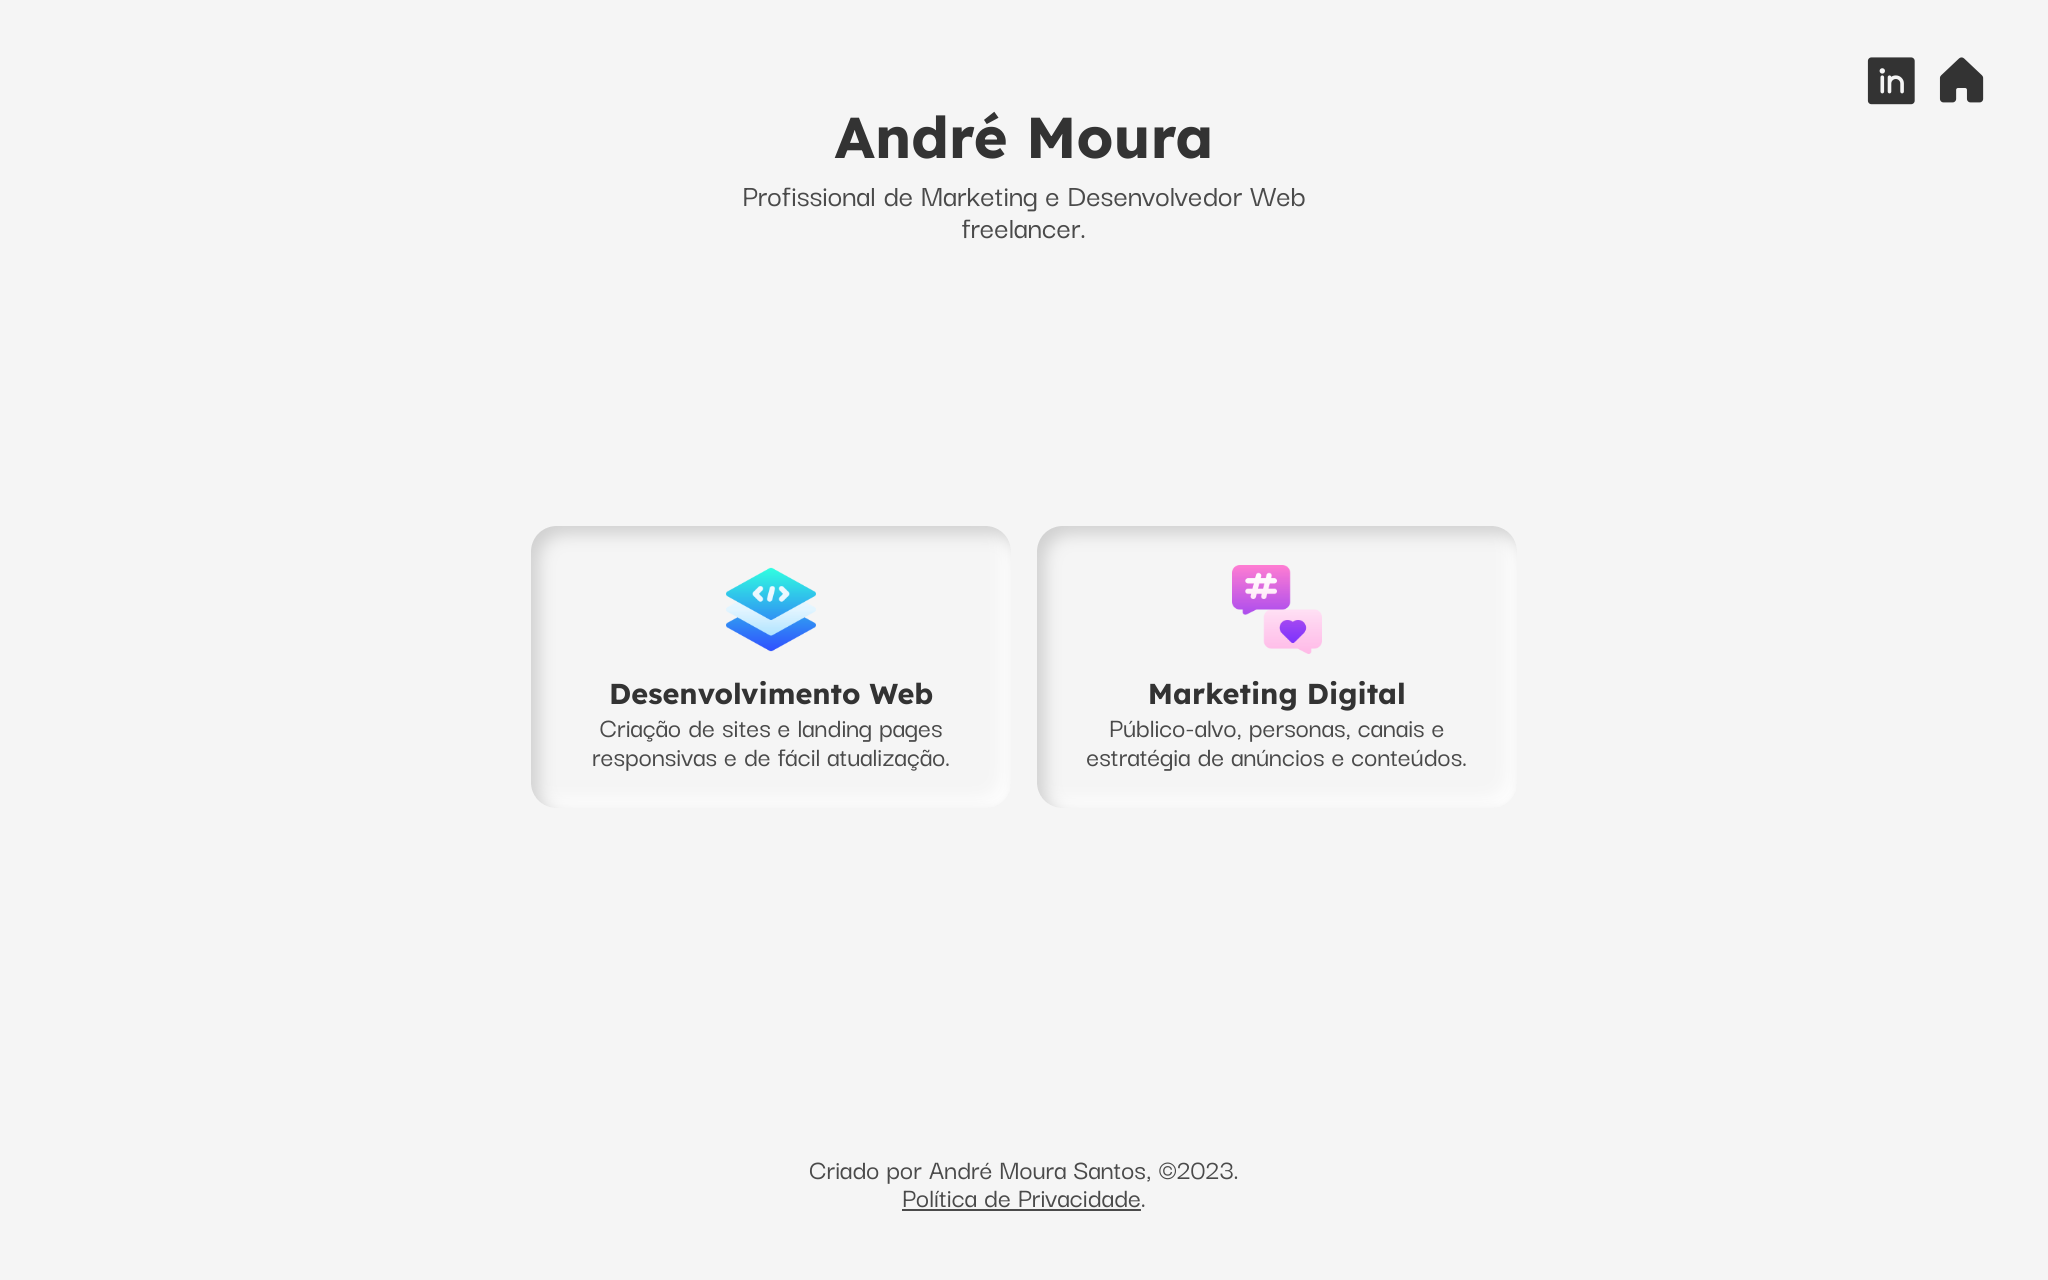 in
André Moura
Profissional de Marketing e Desenvolvedor Web
freelancer.
</>
#
Desenvolvimento Web
Criação de sites e landing pages
responsivas e de fácil atualização.
Marketing Digital
Público-alvo, personas, canais e
estratégia de anúncios e conteúdos.
Criado por André Moura Santos, ©2023.
Política de Privacidade.